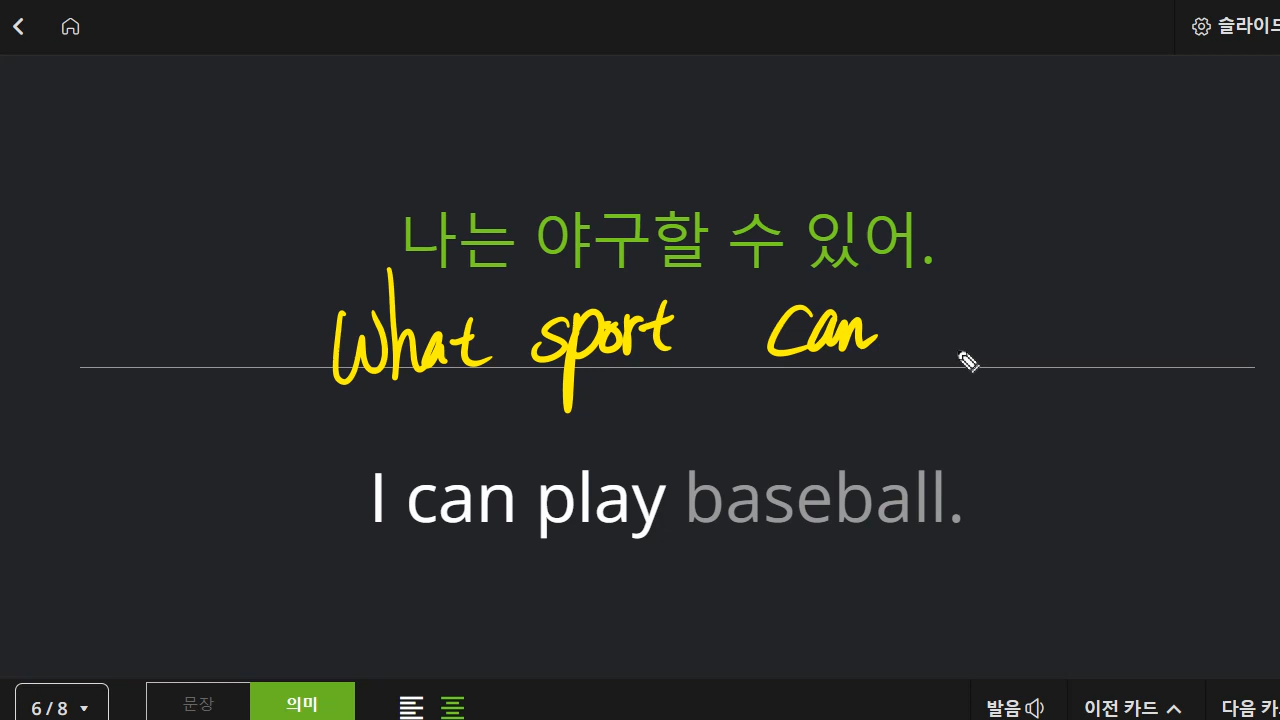 슬라이드
나는 야구할 수 있어.
What sport can
I can play baseball.
6 / 8 문장 의미 발음 이전 카드 다음 카